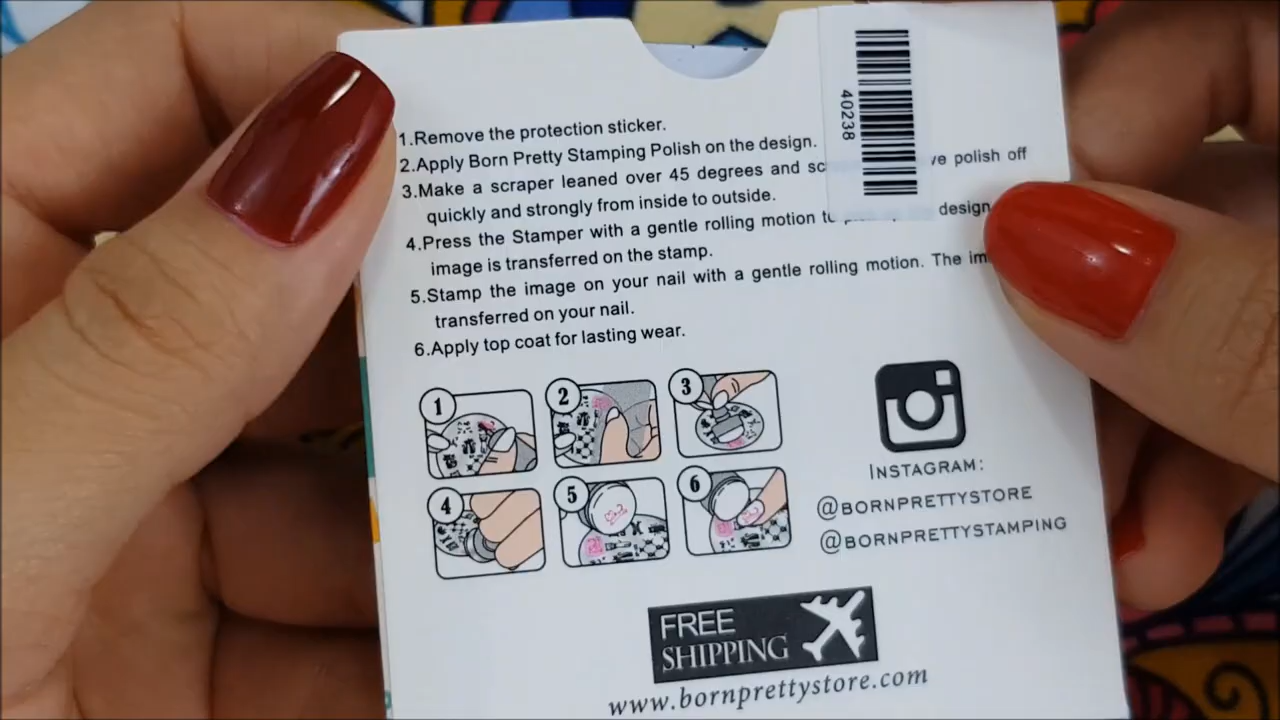 40238
1.Remove the protection sticker.
2.Apply Born Pretty Stamping Polish on the design.
3.Make a scraper leaned over 45 degrees and polish off
quickly and strongly from inside to outside.
4.Press the Stamper with a gentle rolling motion design
image is transferred on the stamp.
5.Stamp the image on your nail with a gentle rolling motion. The
transferred on your nail.
6.Apply top coat for lasting wear.
1 2 3
4 5 6
INSTAGRAM:
@BORNPRETTYSTORE
@BORNPRETTYSTAMPING
FREE
SHIPPING
www.bornprettystore.com